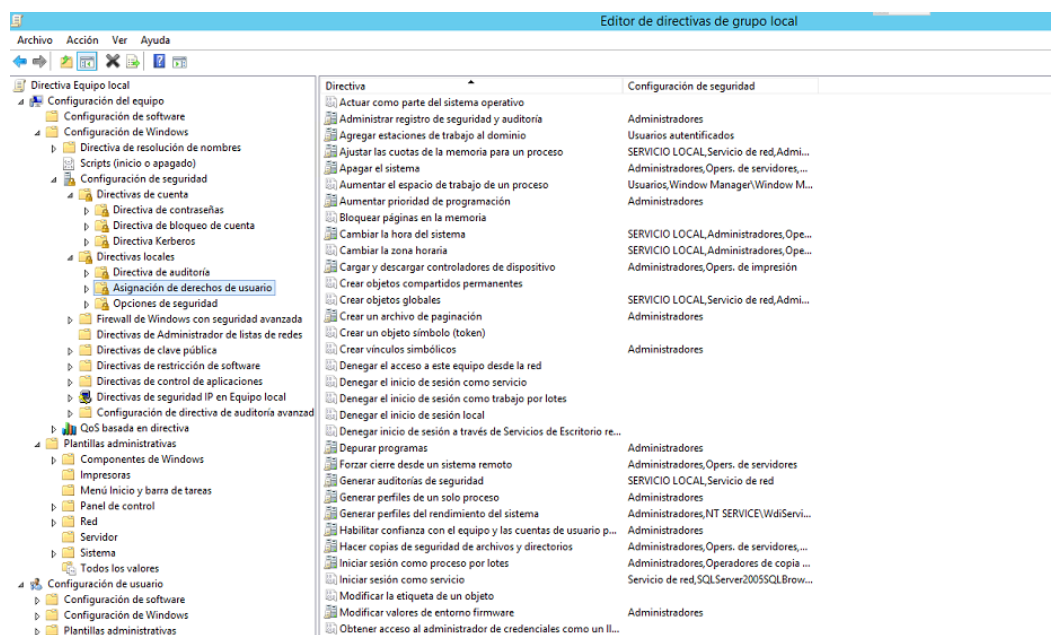 Editor de directivas de grupo local
Archivo Acción Ver Ayuda
Directiva Equipo local
Configuración del equipo
Configuración de software
Configuración de Windows
Directiva de resolución de nombres
Scripts (inicio o apagado)
Configuración de seguridad
Directivas de cuenta
Directiva de contraseñas
Directiva de bloqueo de cuenta
Directiva Kerberos
Directivas locales
Directiva de auditoría
Asignación de derechos de usuario
Opciones de seguridad
Firewall de Windows con seguridad avanzada
Directivas de Administrador de listas de redes
Directivas de clave pública
Directivas de restricción de software
Directivas de control de aplicaciones
Directivas de seguridad IP en Equipo local
Configuración de directiva de auditoría avanzad
QoS basada en directiva
Plantillas administrativas
Componentes de Windows
Impresoras
Menú Inicio y barra de tareas
Panel de control
Red
Servidor
Sistema
Todos los valores
Configuración de usuario
Configuración de software
Configuración de Windows
Plantillas administrativas
Directiva Configuración de seguridad
Actuar como parte del sistema operativo
Administrar registro de seguridad y auditoría Administradores
Agregar estaciones de trabajo al dominio Usuarios autentificados
Ajustar las cuotas de la memoria para un proceso SERVICIO LOCAL,Servicio de red,Admi...
Apagar el sistema Administradores,Opers. de servidores,...
Aumentar el espacio de trabajo de un proceso Usuarios,Window Manager\Window M...
Aumentar prioridad de programación Administradores
Bloquear páginas en la memoria
Cambiar la hora del sistema SERVICIO LOCAL,Administradores,Ope...
Cambiar la zona horaria SERVICIO LOCAL,Administradores,Ope...
Cargar y descargar controladores de dispositivo Administradores,Opers. de impresión
Crear objetos compartidos permanentes
Crear objetos globales SERVICIO LOCAL,Servicio de red,Admi...
Crear un archivo de paginación Administradores
Crear un objeto símbolo (token)
Crear vínculos simbólicos Administradores
Denegar el acceso a este equipo desde la red
Denegar el inicio de sesión como servicio
Denegar el inicio de sesión como trabajo por lotes
Denegar el inicio de sesión local
Denegar inicio de sesión a través de Servicios de Escritorio re...
Depurar programas Administradores
Forzar cierre desde un sistema remoto Administradores,Opers. de servidores
Generar auditorías de seguridad SERVICIO LOCAL,Servicio de red
Generar perfiles de un solo proceso Administradores
Generar perfiles del rendimiento del sistema Administradores,NT SERVICE\WdiServi...
Habilitar confianza con el equipo y las cuentas de usuario p... Administradores
Hacer copias de seguridad de archivos y directorios Administradores,Opers. de servidores,...
Iniciar sesión como proceso por lotes Administradores,Operadores de copia ...
Iniciar sesión como servicio Servicio de red,SQLServer2005SQLBrow...
Modificar la etiqueta de un objeto
Modificar valores de entorno firmware Administradores
Obtener acceso al administrador de credenciales como un ll...